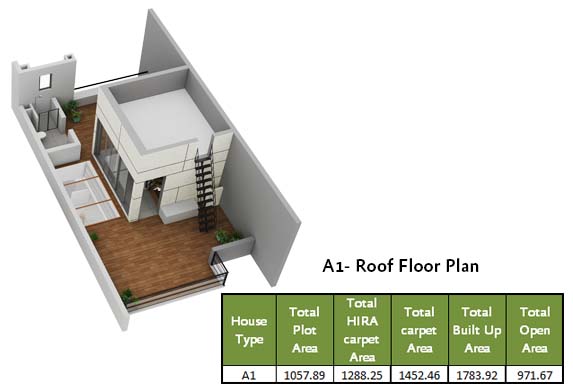 A1- Roof Floor Plan
House Type | Total Plot Area | Total HIRA carpet Area | Total carpet Area | Total Built Up Area | Total Open Area
A1 | 1057.89 | 1288.25 | 1452.46 | 1783.92 | 971.67